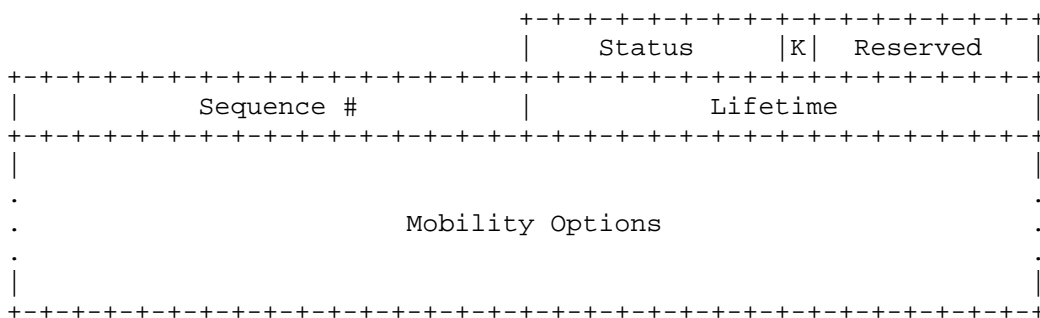 +-+-+-+-+-+-+-+-+-+-+-+-+-+-+-+-+
                                |    Status     |K|  Reserved   |
+-+-+-+-+-+-+-+-+-+-+-+-+-+-+-+-+-+-+-+-+-+-+-+-+-+-+-+-+-+-+-+-+
|           Sequence #          |           Lifetime            |
+-+-+-+-+-+-+-+-+-+-+-+-+-+-+-+-+-+-+-+-+-+-+-+-+-+-+-+-+-+-+-+-+
|                                                               |
.                                                               .
.                        Mobility Options                       .
.                                                               .
|                                                               |
+-+-+-+-+-+-+-+-+-+-+-+-+-+-+-+-+-+-+-+-+-+-+-+-+-+-+-+-+-+-+-+-+